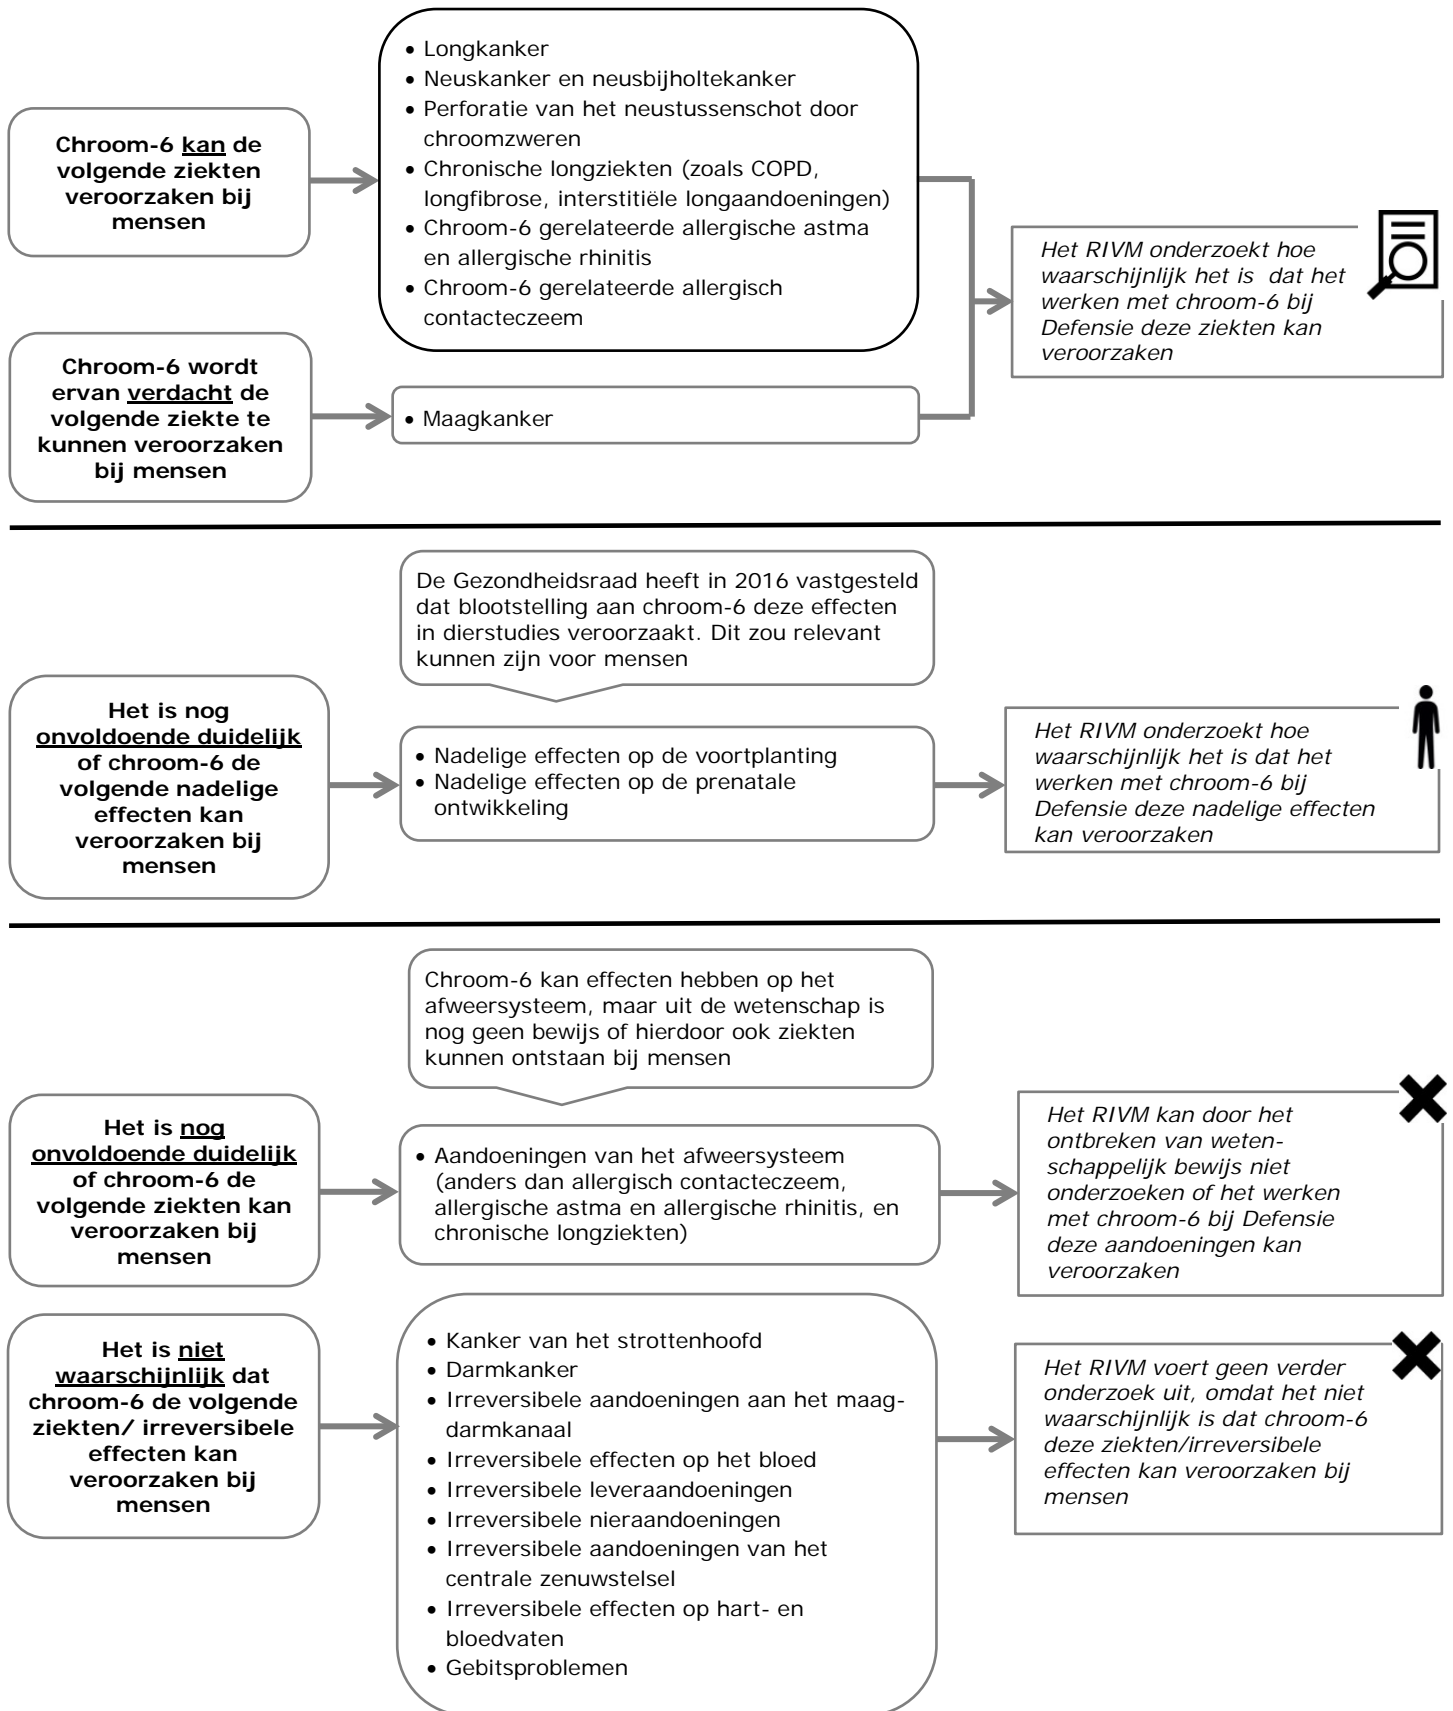 Chroom-6 kan de
volgende ziekten
veroorzaken bij
mensen
• Longkanker
• Neuskanker en neusbijholtekanker
• Perforatie van het neustussenschot door
chroomzweren
• Chronische longziekten (zoals COPD,
longfibrose, interstitiële longaandoeningen)
• Chroom-6 gerelateerde allergische astma
en allergische rhinitis
• Chroom-6 gerelateerde allergisch
contacteczeem
Het RIVM onderzoekt hoe
waarschijnlijk het is dat het
werken met chroom-6 bij
Defensie deze ziekten kan
veroorzaken
Chroom-6 wordt
ervan verdacht de
volgende ziekte te
kunnen veroorzaken
bij mensen
• Maagkanker
De Gezondheidsraad heeft in 2016 vastgesteld
dat blootstelling aan chroom-6 deze effecten
in dierstudies veroorzaakt. Dit zou relevant
kunnen zijn voor mensen
Het is nog
onvoldoende duidelijk
of chroom-6 de
volgende nadelige
effecten kan
veroorzaken bij
mensen
• Nadelige effecten op de voortplanting
• Nadelige effecten op de prenatale
ontwikkeling
Het RIVM onderzoekt hoe
waarschijnlijk het is dat het
werken met chroom-6 bij
Defensie deze nadelige effecten
kan veroorzaken
Chroom-6 kan effecten hebben op het
afweersysteem, maar uit de wetenschap is
nog geen bewijs of hierdoor ook ziekten
kunnen ontstaan bij mensen
Het is nog
onvoldoende duidelijk
of chroom-6 de
volgende ziekten kan
veroorzaken bij
mensen
• Aandoeningen van het afweersysteem
(anders dan allergisch contacteczeem,
allergische astma en allergische rhinitis, en
chronische longziekten)
Het RIVM kan door het
ontbreken van weten-
schappelijk bewijs niet
onderzoeken of het werken
met chroom-6 bij Defensie
deze aandoeningen kan
veroorzaken
Het is niet
waarschijnlijk dat
chroom-6 de volgende
ziekten/ irreversibele
effecten kan
veroorzaken bij
mensen
• Kanker van het strottenhoofd
• Darmkanker
• Irreversibele aandoeningen aan het maag-
darmkanaal
• Irreversibele effecten op het bloed
• Irreversibele leveraandoeningen
• Irreversibele nieraandoeningen
• Irreversibele aandoeningen van het
centrale zenuwstelsel
• Irreversibele effecten op hart- en
bloedvaten
• Gebitsproblemen
Het RIVM voert geen verder
onderzoek uit, omdat het niet
waarschijnlijk is dat chroom-6
deze ziekten/irreversibele
effecten kan veroorzaken bij
mensen